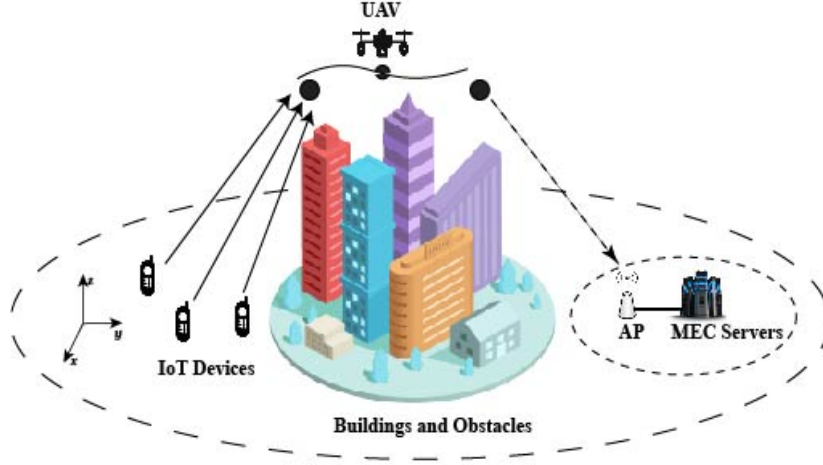 UAV
z
y
x
IoT Devices
AP
MEC Servers
Buildings and Obstacles